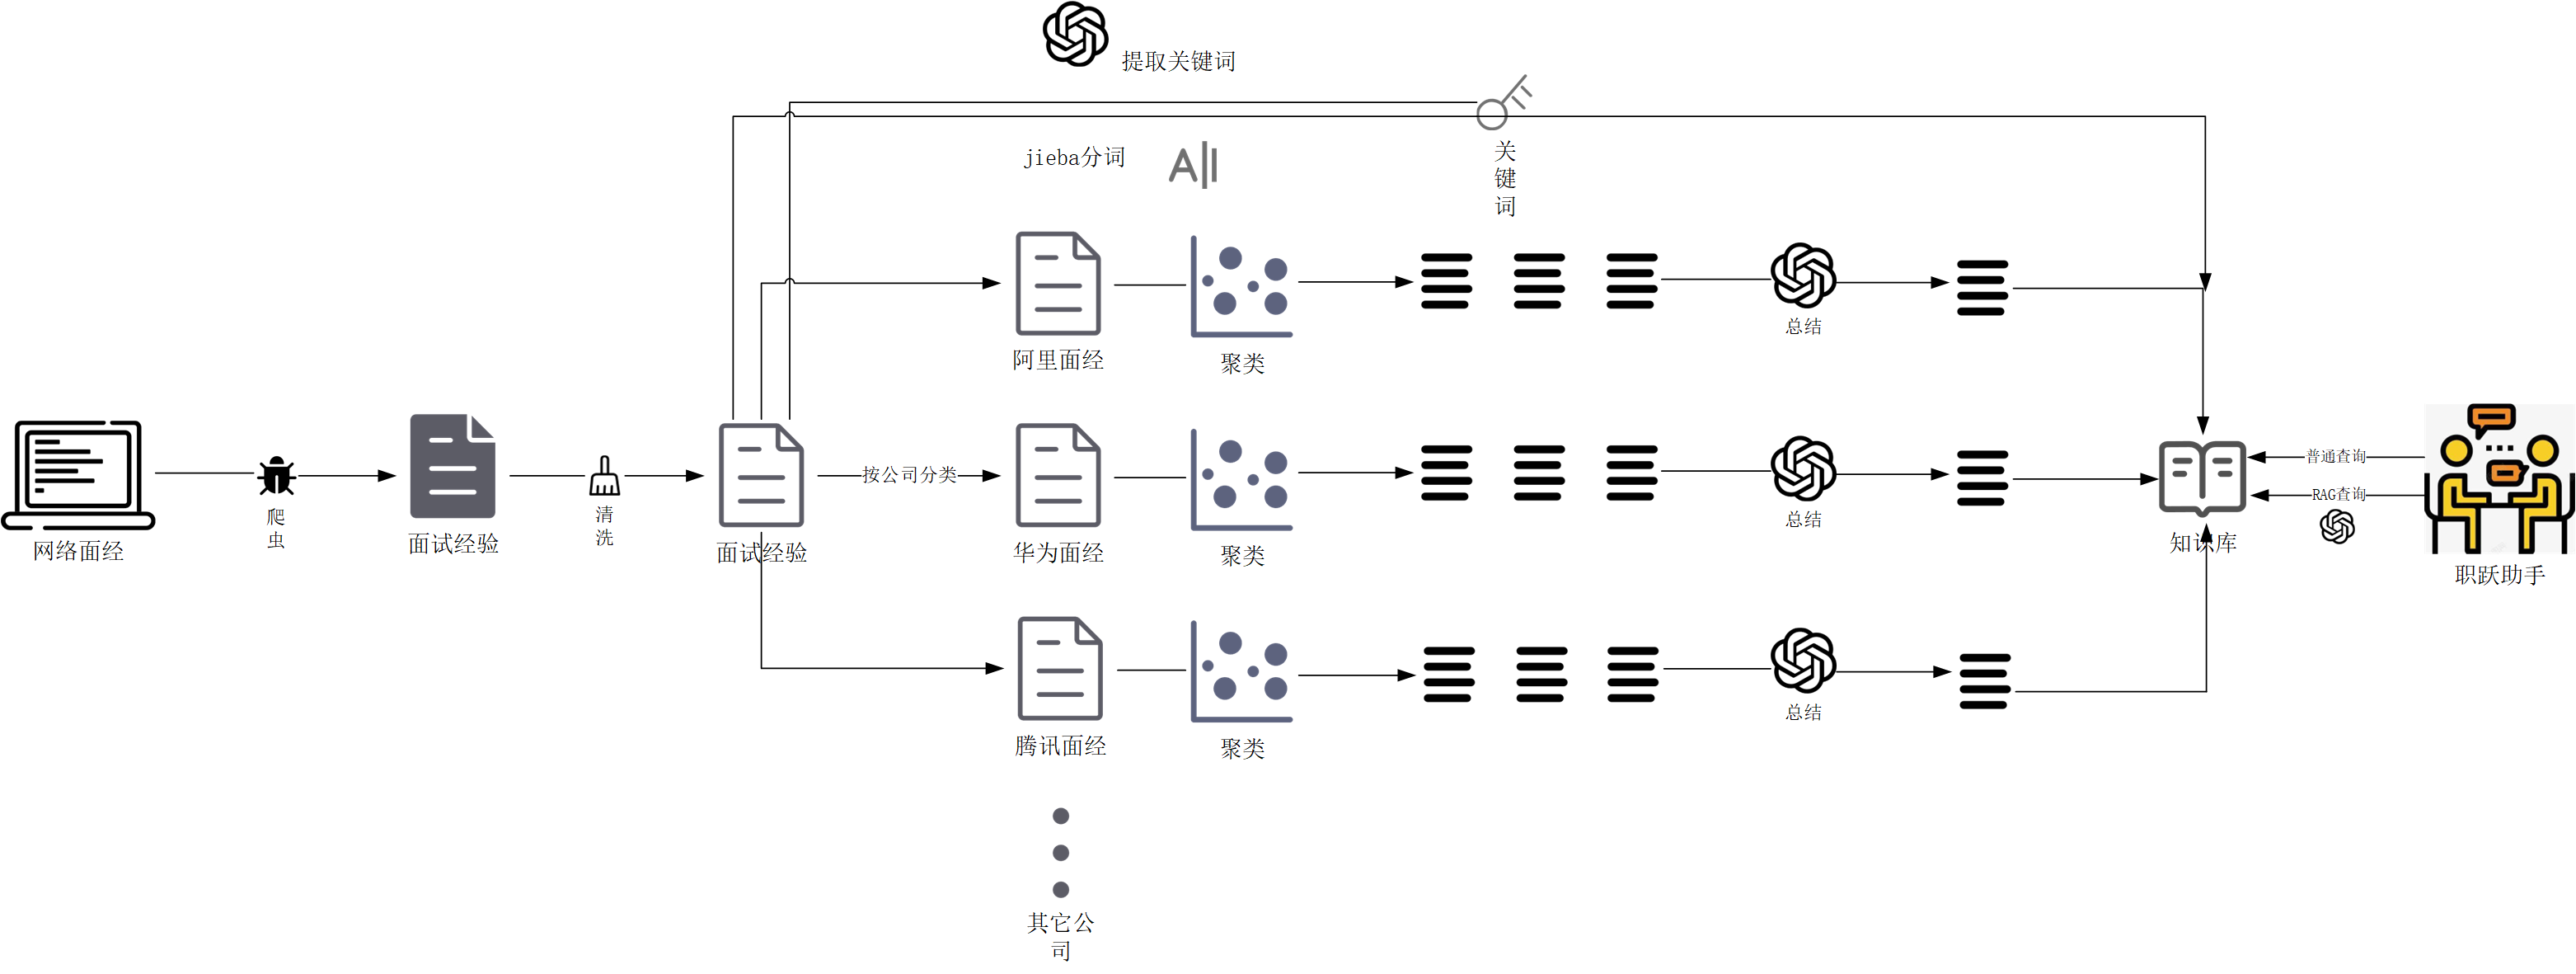 提取关键词
jieba分词
关
键
词
阿里面经
聚类
总结
网络面经
爬
虫
面试经验
清
洗
面试经验
按公司分类
华为面经
聚类
总结
知识库
普通查询
RAG查询
职跃助手
腾讯面经
聚类
总结
其它公
司